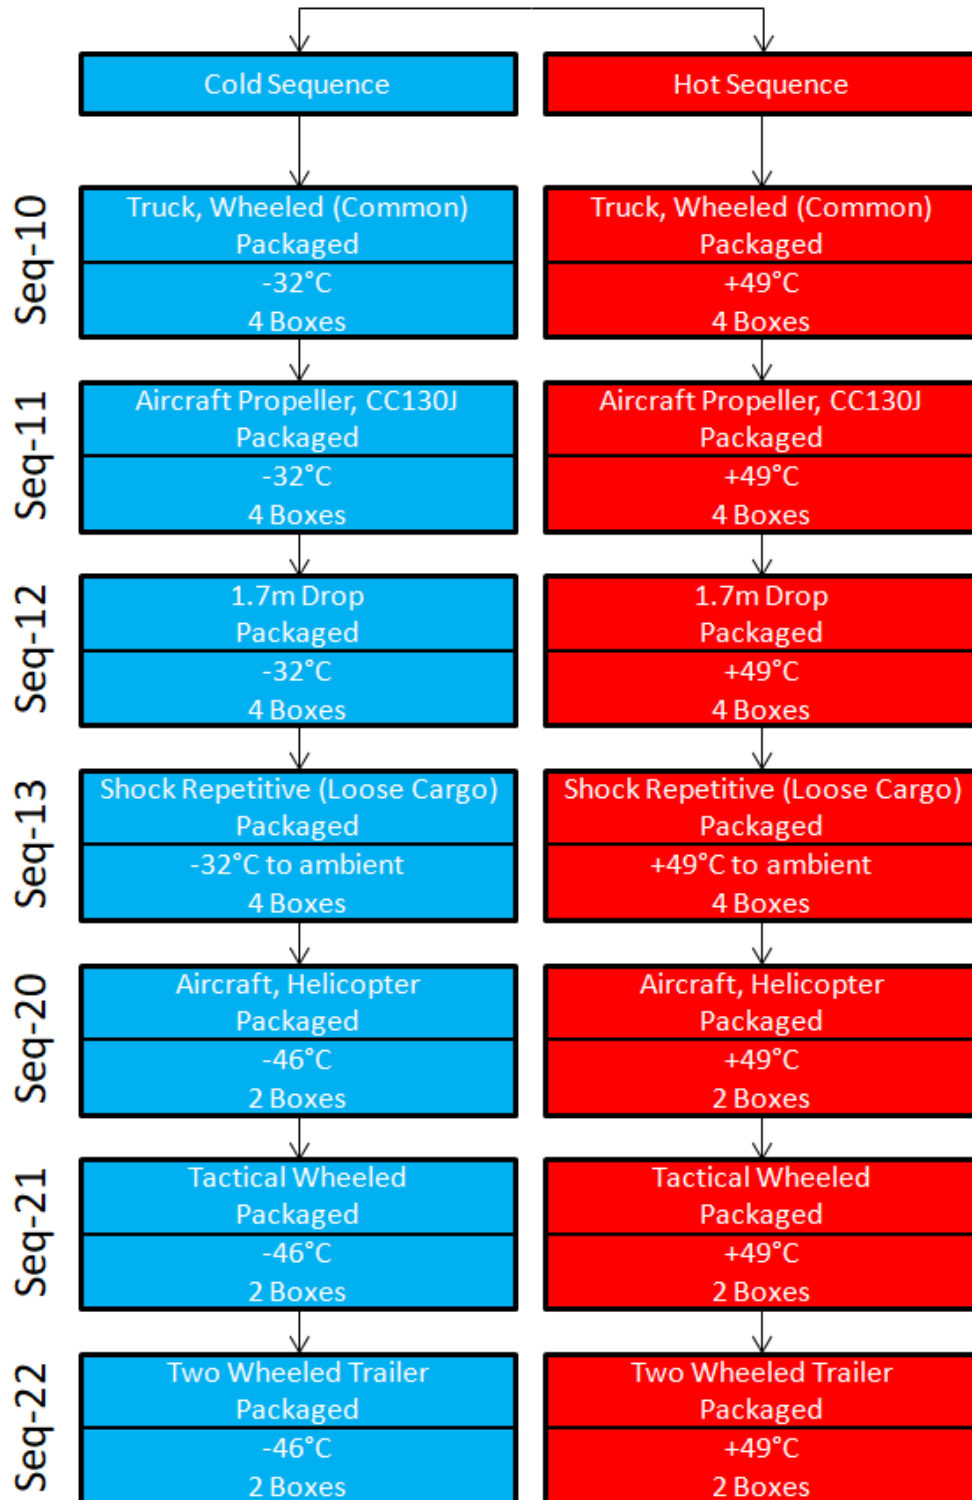 Cold Sequence
Hot Sequence
Seq-10
Truck, Wheeled (Common)
Packaged
-32°C
4 Boxes
Truck, Wheeled (Common)
Packaged
+49°C
4 Boxes
Seq-11
Aircraft Propeller, CC130J
Packaged
-32°C
4 Boxes
Aircraft Propeller, CC130J
Packaged
+49°C
4 Boxes
Seq-12
1.7m Drop
Packaged
-32°C
4 Boxes
1.7m Drop
Packaged
+49°C
4 Boxes
Seq-13
Shock Repetitive (Loose Cargo)
Packaged
-32°C to ambient
4 Boxes
Shock Repetitive (Loose Cargo)
Packaged
+49°C to ambient
4 Boxes
Seq-20
Aircraft, Helicopter
Packaged
-46°C
2 Boxes
Aircraft, Helicopter
Packaged
+49°C
2 Boxes
Seq-21
Tactical Wheeled
Packaged
-46°C
2 Boxes
Tactical Wheeled
Packaged
+49°C
2 Boxes
Seq-22
Two Wheeled Trailer
Packaged
-46°C
2 Boxes
Two Wheeled Trailer
Packaged
+49°C
2 Boxes